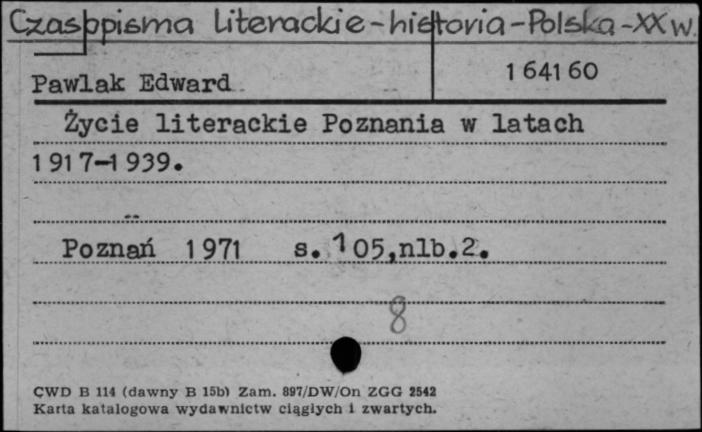 Czasopisma literackie - historia - Polska - XX w.
Pawlak Edward
164160
Życie literackie Poznania w latach
1917-1939.
Poznań 1971 s. 105,nlb.2.
8
CWD B 114 (dawny B 15b) Zam. 897/DW/On ZGG 2542
Karta katalogowa wydawnictw ciągłych i zwartych.